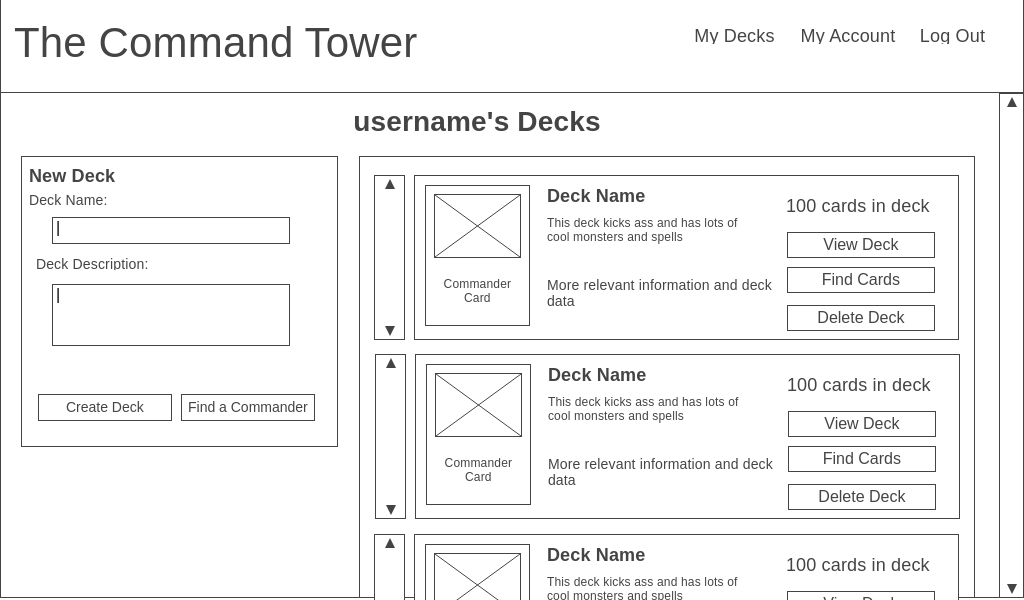 The Command Tower
My Decks
My Account
Log Out
username's Decks
New Deck
Deck Name:
Deck Description:
Create Deck
Find a Commander
Commander
Card
Deck Name
This deck kicks ass and has lots of
cool monsters and spells
More relevant information and deck
data
100 cards in deck
View Deck
Find Cards
Delete Deck
Commander
Card
Deck Name
This deck kicks ass and has lots of
cool monsters and spells
More relevant information and deck
data
100 cards in deck
View Deck
Find Cards
Delete Deck
Deck Name
This deck kicks ass and has lots of
cool monsters and spells
100 cards in deck
View Deck